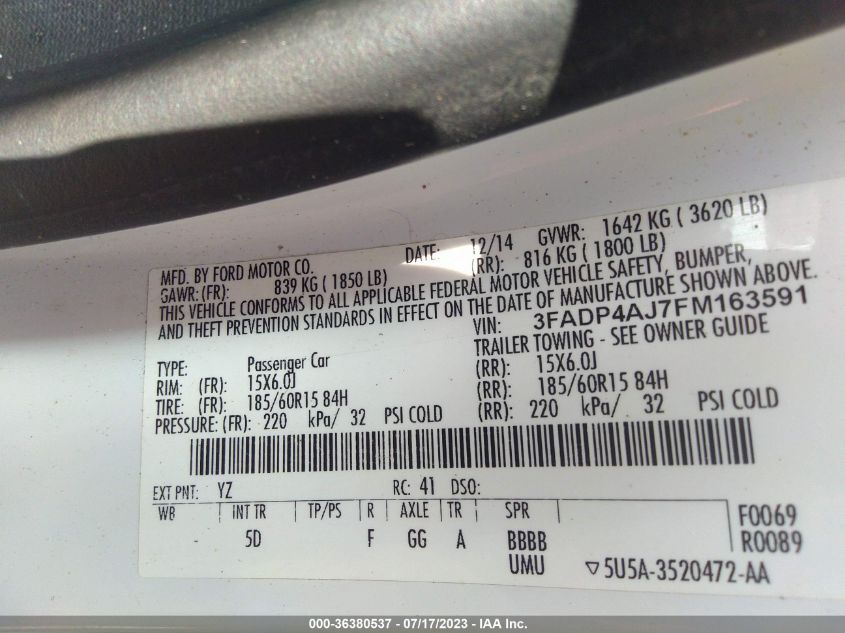 MFD. BY FORD MOTOR CO. DATE: 12/14 GVWR: 1642 KG ( 3620 LB)
GAWR: (FR): 839 KG ( 1850 LB) (RR): 816 KG ( 1800 LB)
THIS VEHICLE CONFORMS TO ALL APPLICABLE FEDERAL MOTOR VEHICLE SAFETY, BUMPER,
AND THEFT PREVENTION STANDARDS IN EFFECT ON THE DATE OF MANUFACTURE SHOWN ABOVE.
VIN: 3FADP4AJ7FM163591
TYPE: Passenger Car TRAILER TOWING - SEE OWNER GUIDE
RIM: (FR): 15X6.0J (RR): 15X6.0J
TIRE: (FR): 185/60R15 84H (RR): 185/60R15 84H
PRESSURE: (FR): 220 kPa/ 32 PSI COLD (RR): 220 kPa/ 32 PSI COLD
EXT PNT: YZ RC: 41 DSO:
WB INT TR TP/PS R AXLE TR SPR F0069
- 5D F GG A BBBB R0089
UMU ▽5U5A-3520472-AA
000-36380537 - 07/17/2023 - IAA Inc.